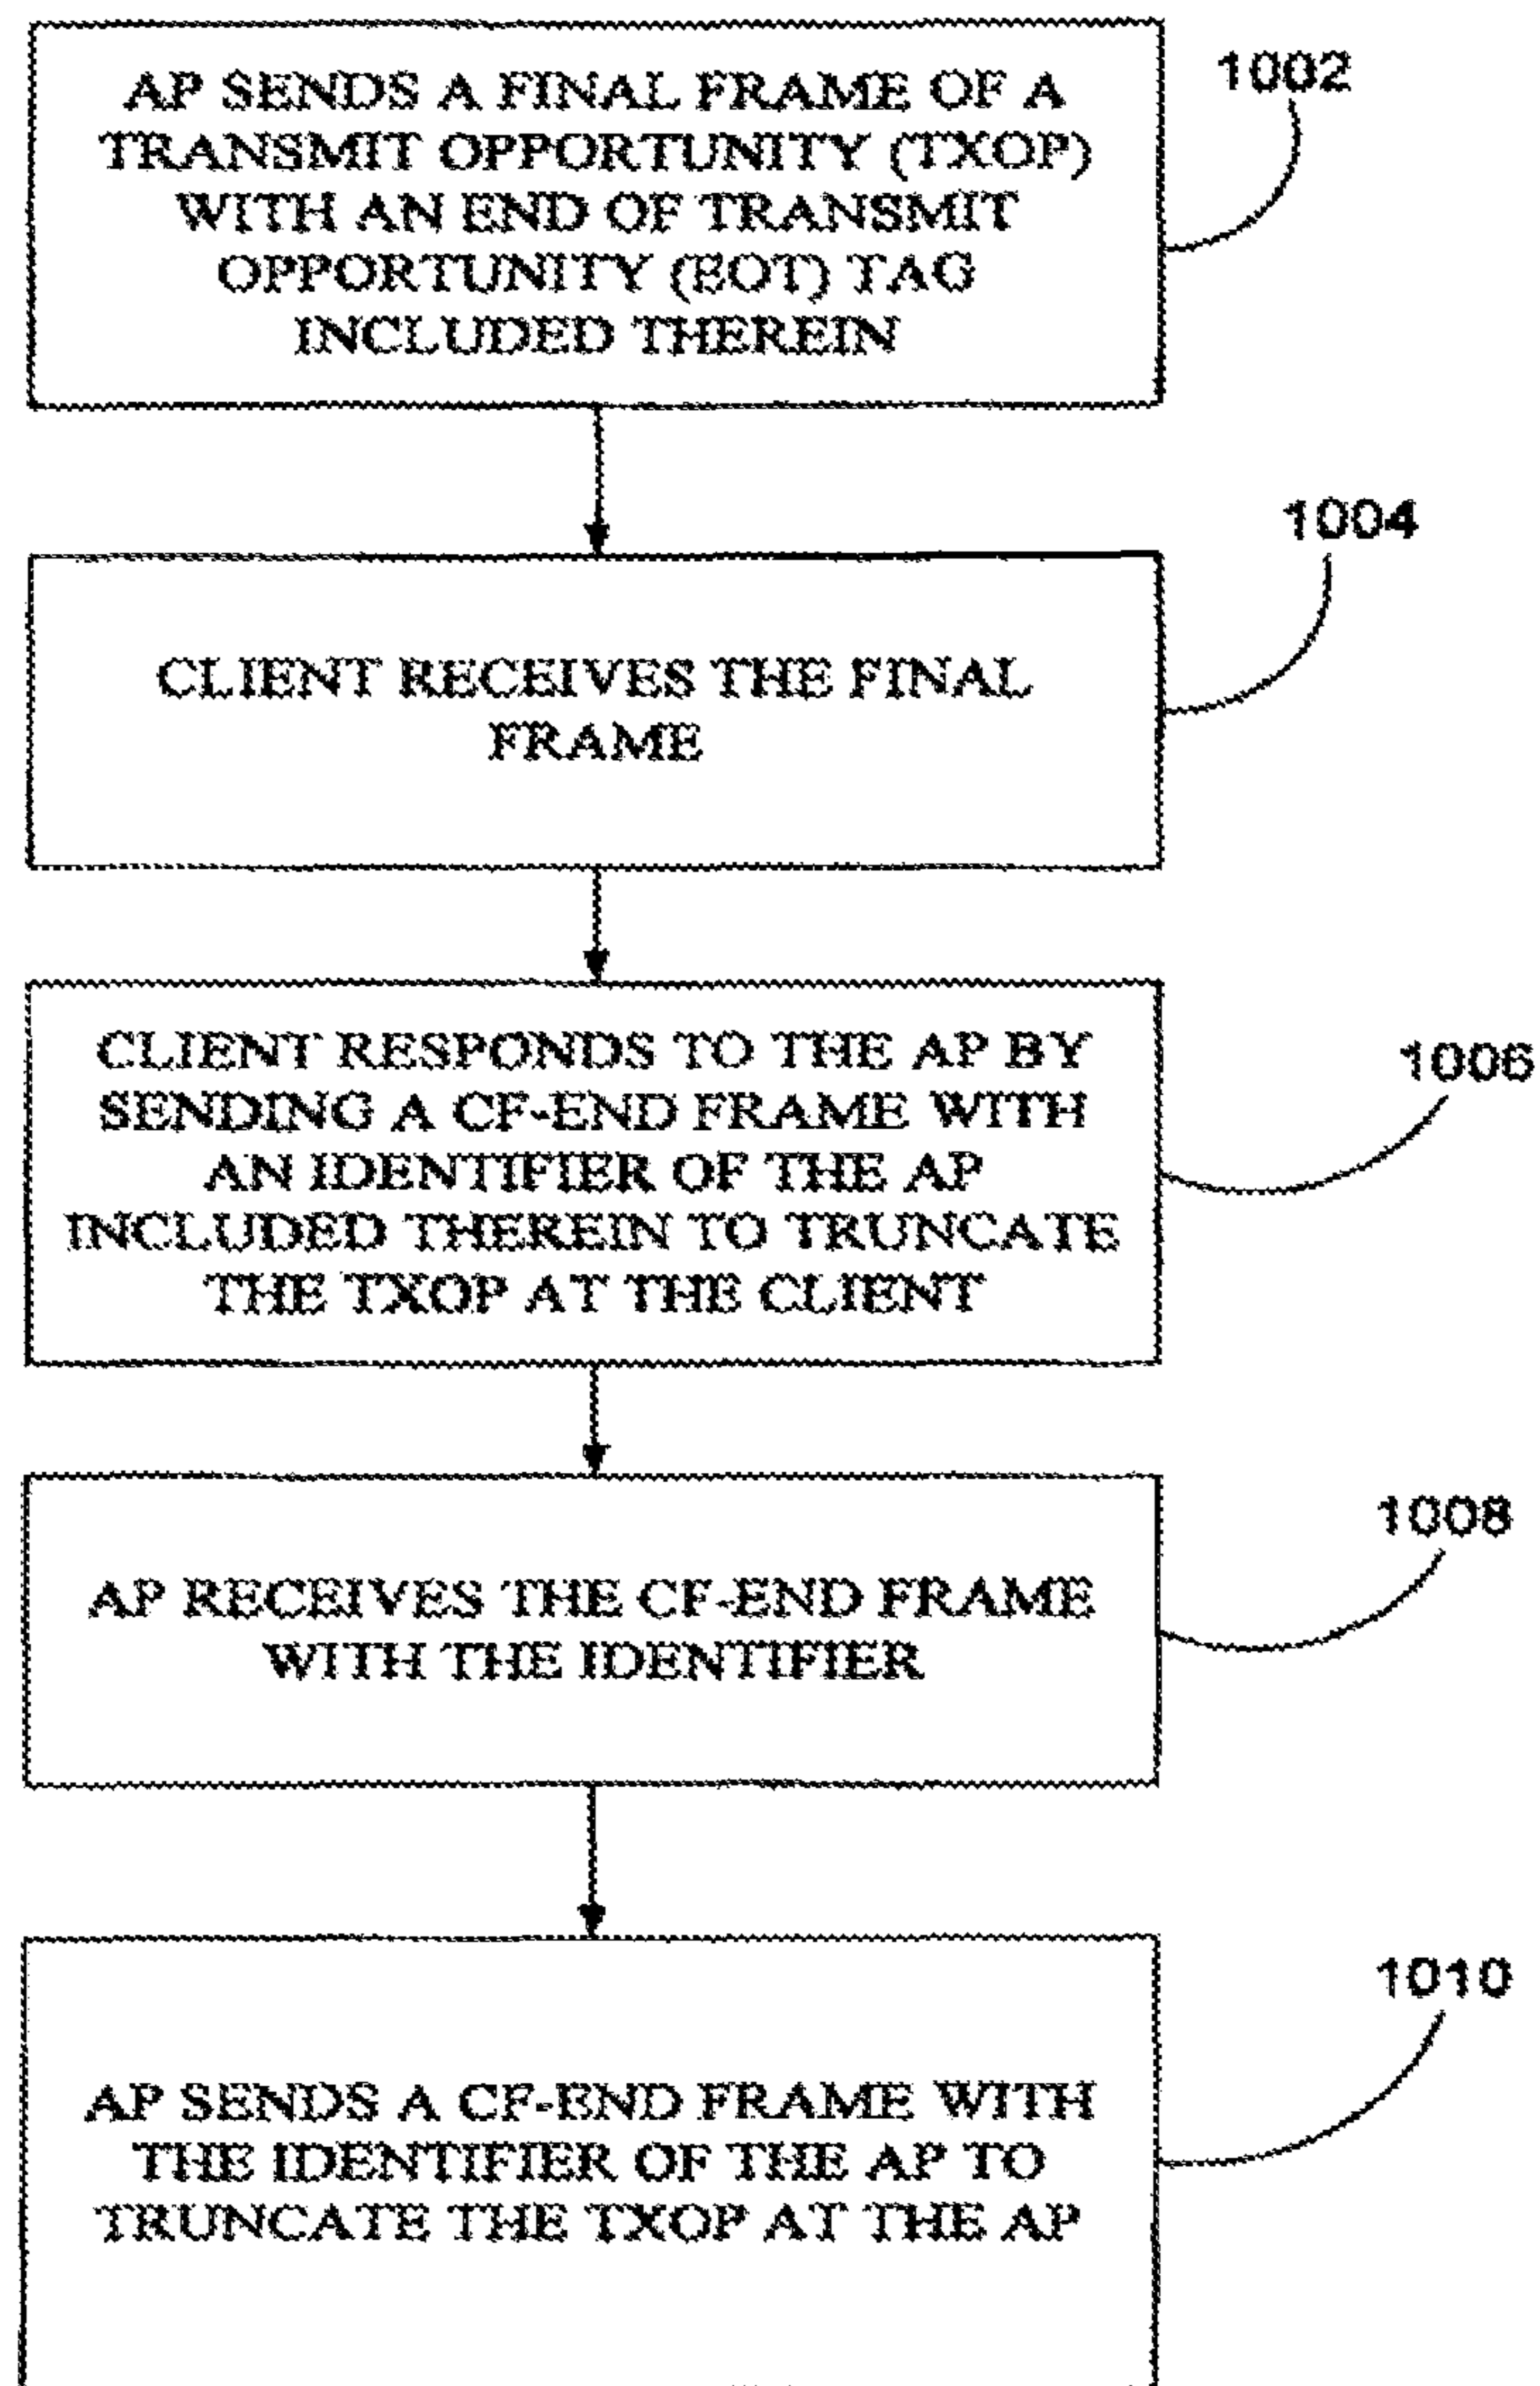 AP SENDS A FINAL FRAME OF A
TRANSMIT OPPORTUNITY (TXOP)
WITH AN END OF TRANSMIT
OPPORTUNITY (EOT) TAG
INCLUDED THEREIN
1002
CLIENT RECEIVES THE FINAL
FRAME
1004
CLIENT RESPONDS TO THE AP BY
SENDING A CF-END FRAME WITH
AN IDENTIFIER OF THE AP
INCLUDED THEREIN TO TRUNCATE
THE TXOP AT THE CLIENT
1006
AP RECEIVES THE CF-END FRAME
WITH THE IDENTIFIER
1008
AP SENDS A CF-END FRAME WITH
THE IDENTIFIER OF THE AP TO
TRUNCATE THE TXOP AT THE AP
1010